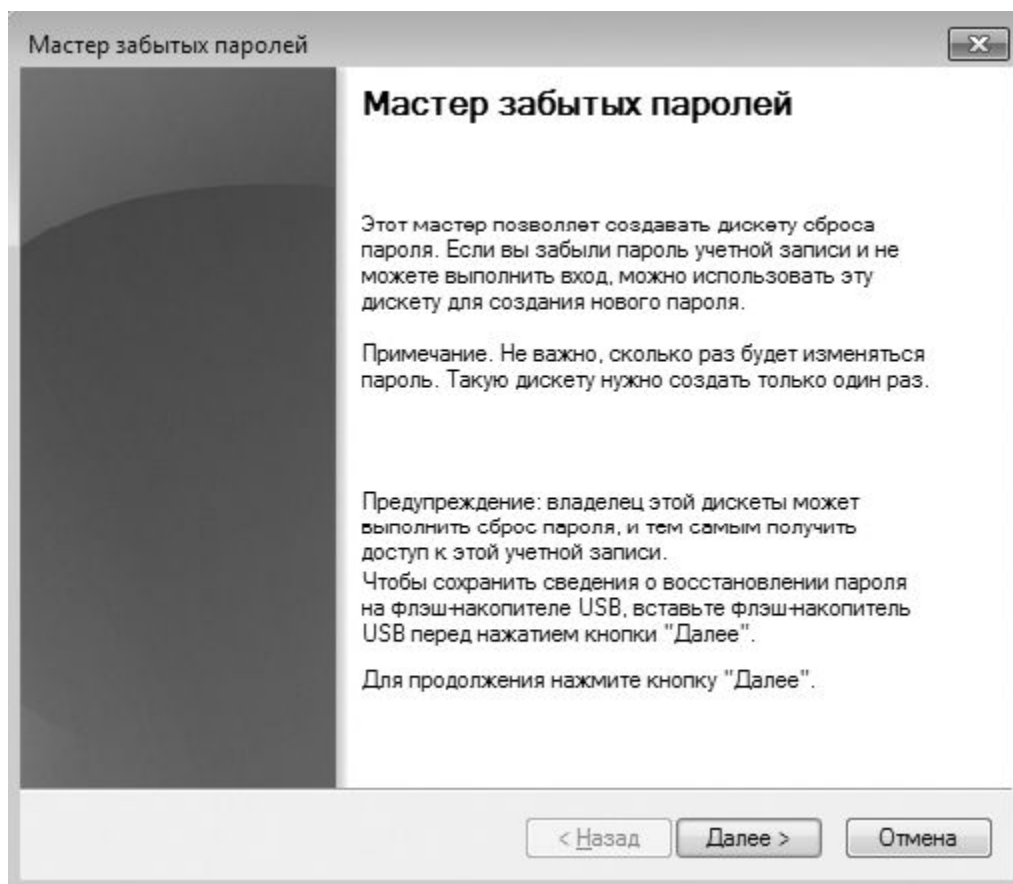 Мастер забытых паролей
Мастер забытых паролей
Этот мастер позволяет создавать дискету сброса
пароля. Если вы забыли пароль учетной записи и не
можете выполнить вход, можно использовать эту
дискету для создания нового пароля.
Примечание. Не важно, сколько раз будет изменяться
пароль. Такую дискету нужно создать только один раз.
Предупреждение: владелец этой дискеты может
выполнить сброс пароля, и тем самым получить
доступ к этой учетной записи.
Чтобы сохранить сведения о восстановлении пароля
на флэш-накопителе USB, вставьте флэш-накопитель
USB перед нажатием кнопки "Далее".
Для продолжения нажмите кнопку "Далее".
< Назад Далее > Отмена